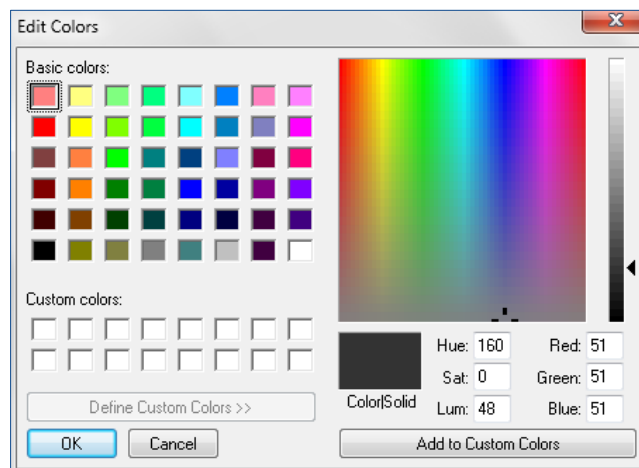 Edit Colors
Basic colors:
Custom colors:
Define Custom Colors >>
OK
Cancel
Color|Solid
Hue: 160
Sat: 0
Lum: 48
Red: 51
Green: 51
Blue: 51
Add to Custom Colors